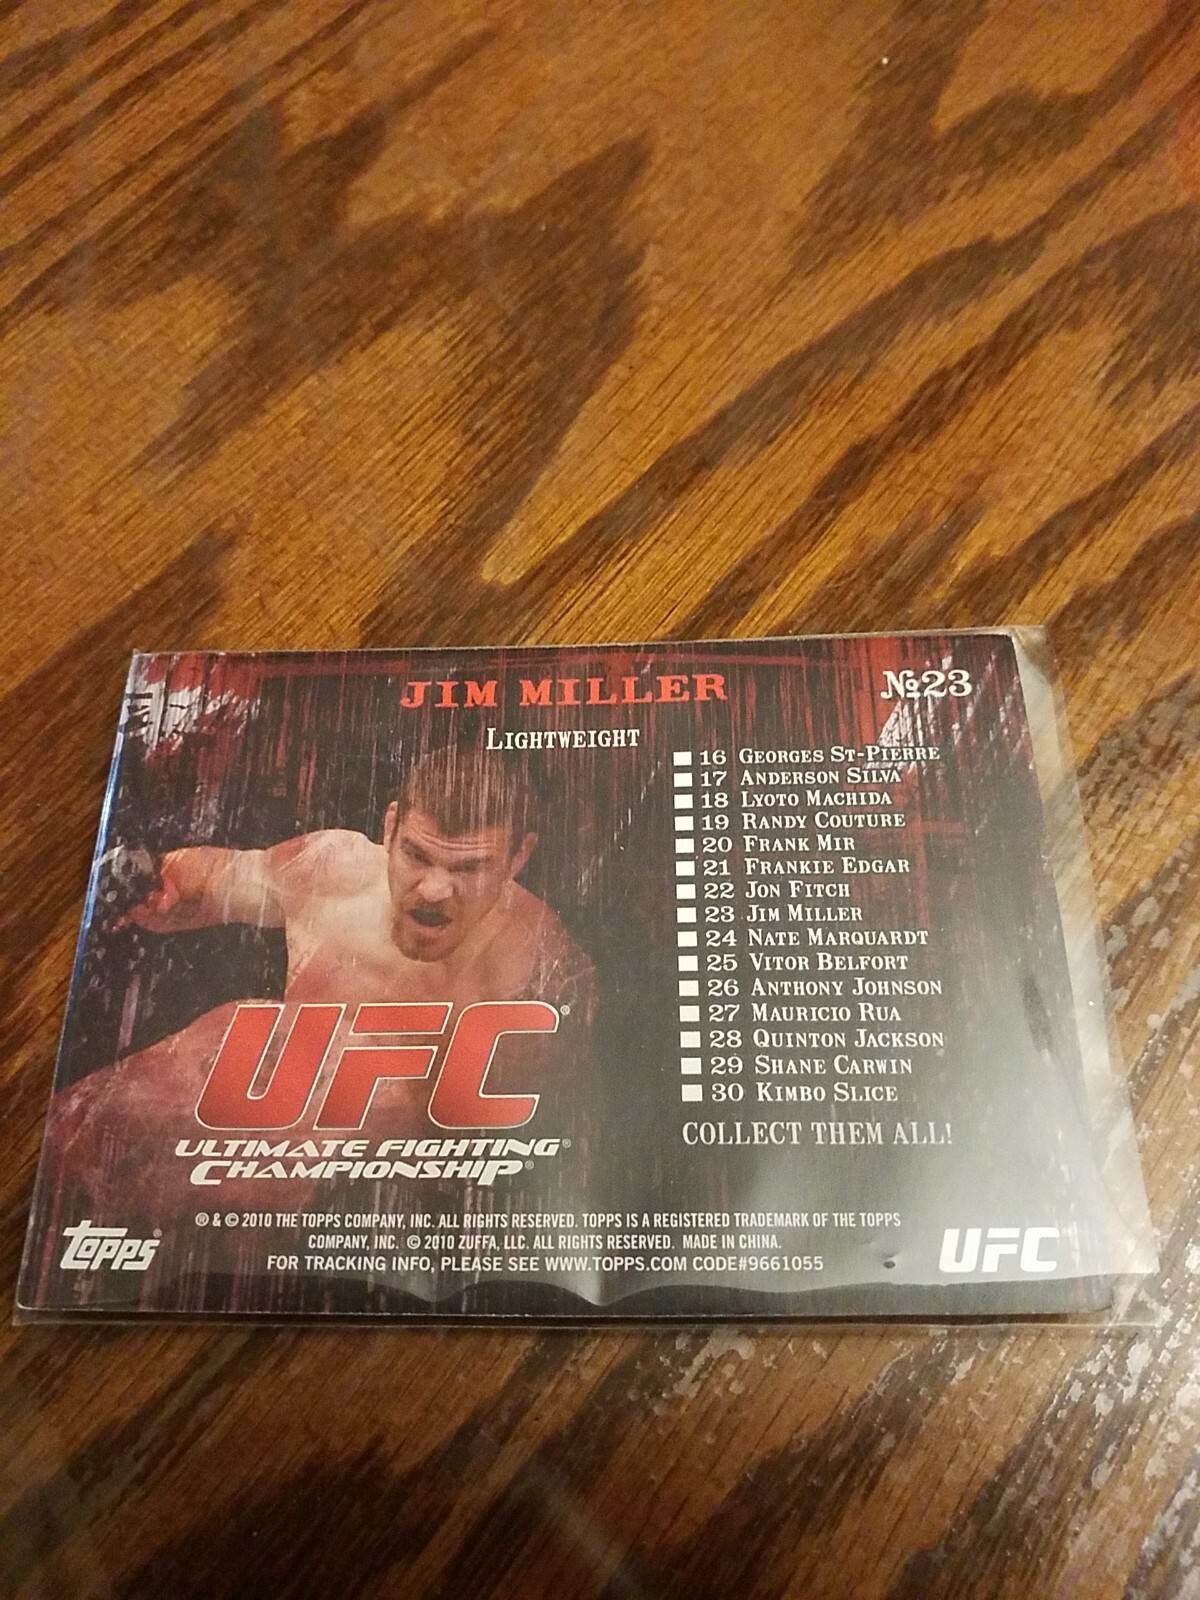 JIM MILLER
№23
LIGHTWEIGHT
16 GEORGES ST-PIERRE
17 ANDERSON SILVA
18 LYOTO MACHIDA
19 RANDY COUTURE
20 FRANK MIR
21 FRANKIE EDGAR
22 JON FITCH
23 JIM MILLER
24 NATE MARQUARDT
25 VITOR BELFORT
26 ANTHONY JOHNSON
27 MAURICIO RUA
28 QUINTON JACKSON
29 SHANE CARWIN
30 KIMBO SLICE
COLLECT THEM ALL!
UFC®
ULTIMATE FIGHTING®
CHAMPIONSHIP®
® & © 2010 THE TOPPS COMPANY, INC. ALL RIGHTS RESERVED. TOPPS IS A REGISTERED TRADEMARK OF THE TOPPS
COMPANY, INC. © 2010 ZUFFA, LLC. ALL RIGHTS RESERVED. MADE IN CHINA.
FOR TRACKING INFO, PLEASE SEE WWW.TOPPS.COM CODE#9661055
topps®
UFC